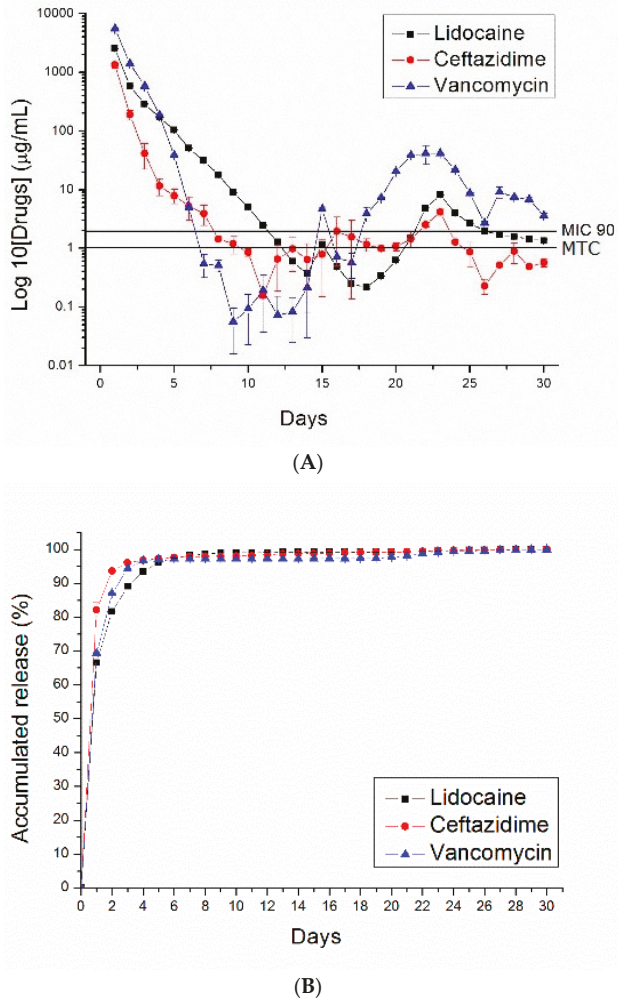 10000
Lidocaine
Ceftazidime
Vancomycin
1000
100
10
1
0.1
0.01
MIC 90
MTC
Log 10[Drugs] (μg/mL)
0 5 10 15 20 25 30
Days
(A)
100
90
80
70
60
50
40
30
20
10
0
Accumulated release (%)
Lidocaine
Ceftazidime
Vancomycin
0 2 4 6 8 10 12 14 16 18 20 22 24 26 28 30
Days
(B)